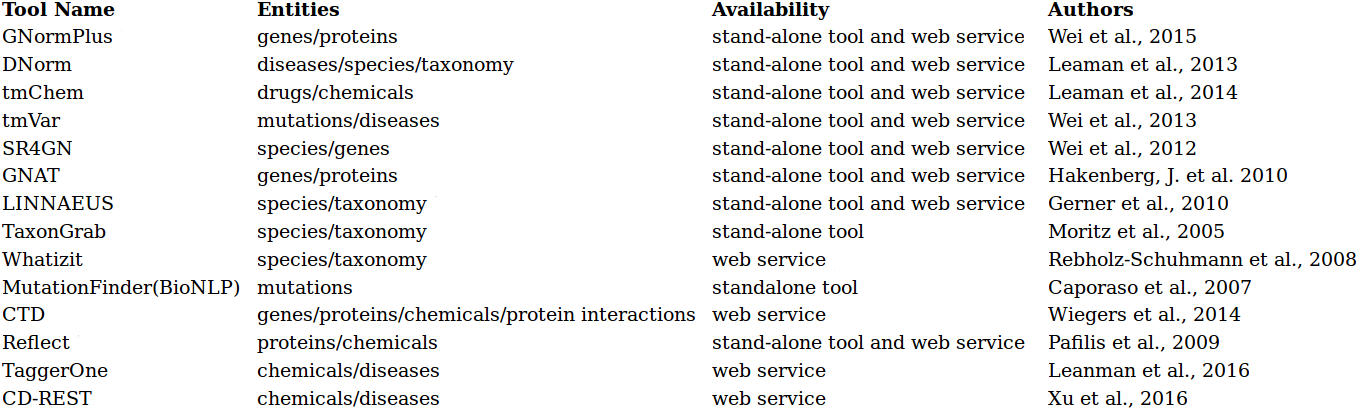 Tool Name Entities Availability Authors
GNormPlus genes/proteins stand-alone tool and web service Wei et al., 2015
DNorm diseases/species/taxonomy stand-alone tool and web service Leaman et al., 2013
tmChem drugs/chemicals stand-alone tool and web service Leaman et al., 2014
tmVar mutations/diseases stand-alone tool and web service Wei et al., 2013
SR4GN species/genes stand-alone tool and web service Wei et al., 2012
GNAT genes/proteins stand-alone tool and web service Hakenberg, J. et al. 2010
LINNAEUS species/taxonomy stand-alone tool and web service Gerner et al., 2010
TaxonGrab species/taxonomy stand-alone tool Moritz et al., 2005
Whatizit species/taxonomy web service Rebholz-Schuhmann et al., 2008
MutationFinder(BioNLP) mutations standalone tool Caporaso et al., 2007
CTD genes/proteins/chemicals/protein interactions web service Wiegers et al., 2014
Reflect proteins/chemicals stand-alone tool and web service Pafilis et al., 2009
TaggerOne chemicals/diseases web service Leanman et al., 2016
CD-REST chemicals/diseases web service Xu et al., 2016